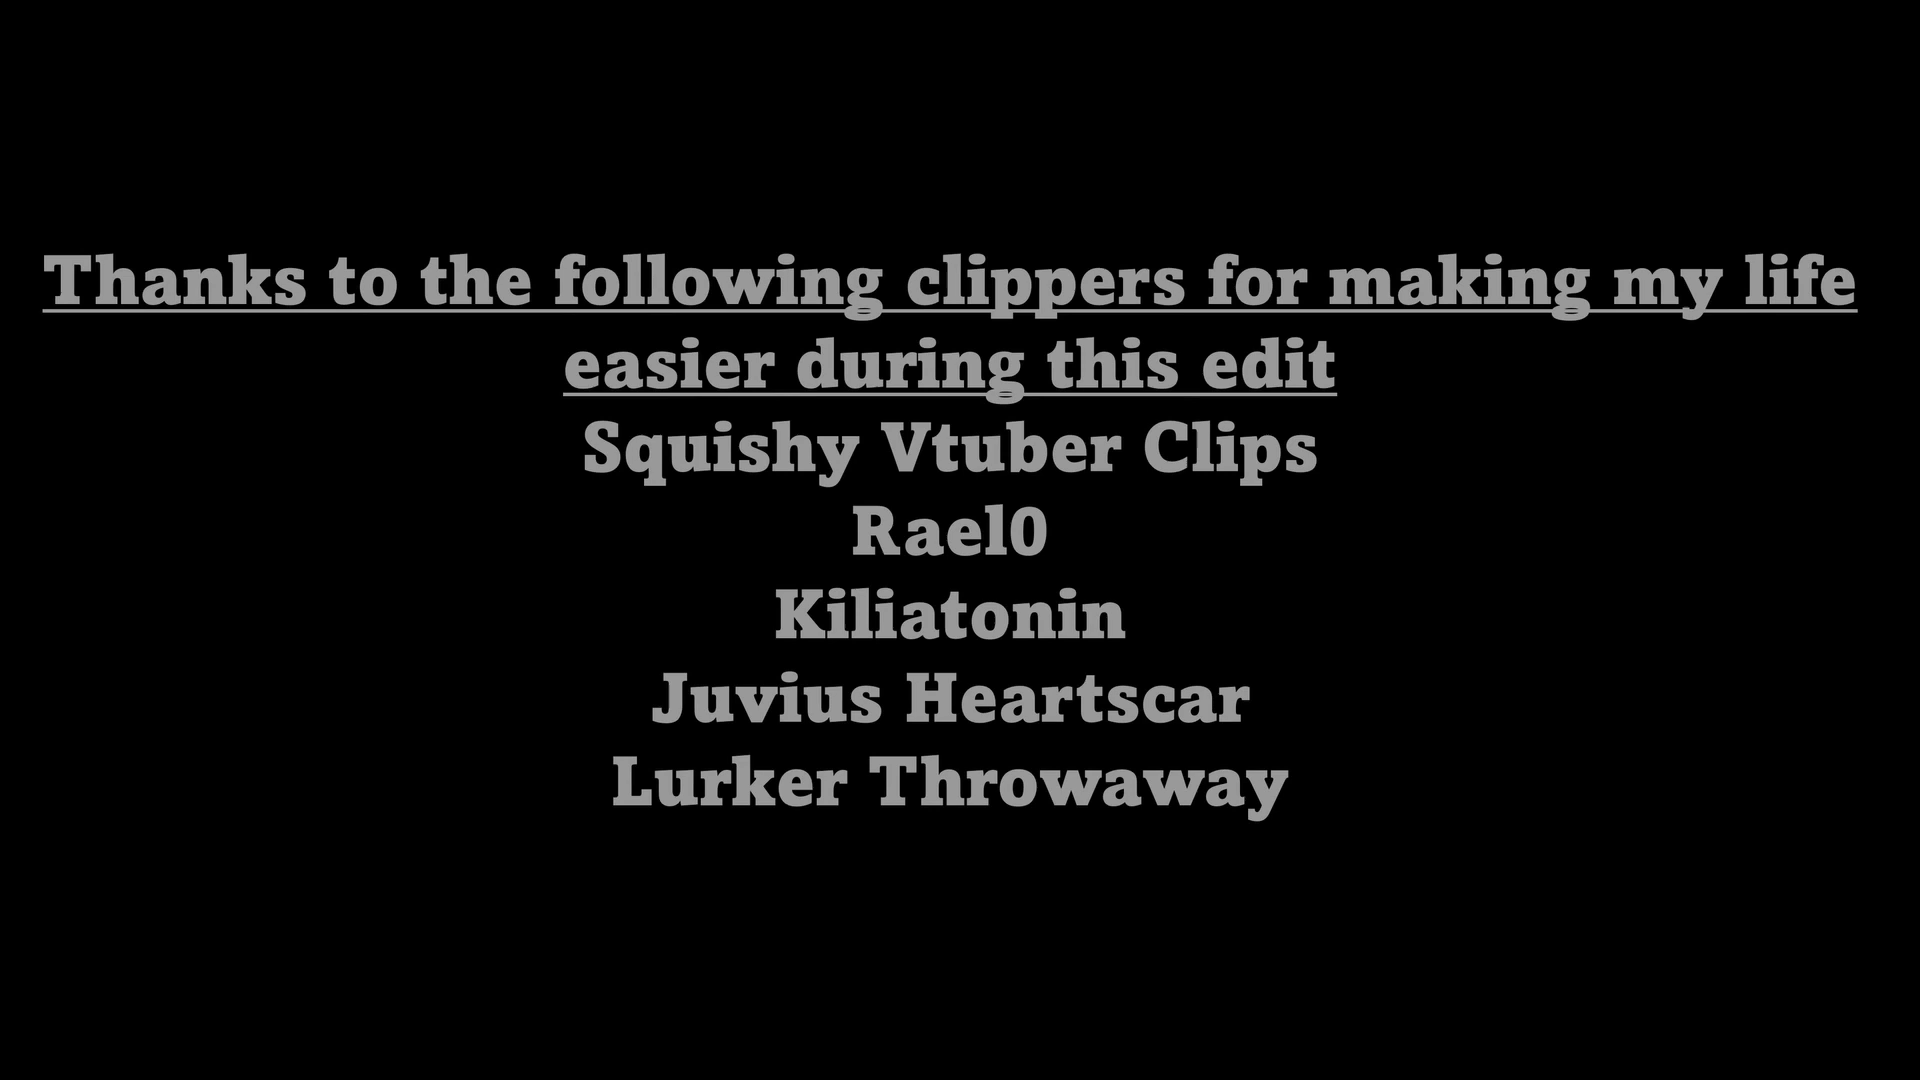 Thanks to the following clippers for making my life
easier during this edit
Squishy Vtuber Clips
Rael0
Kiliatonin
Juvius Heartscar
Lurker Throwaway